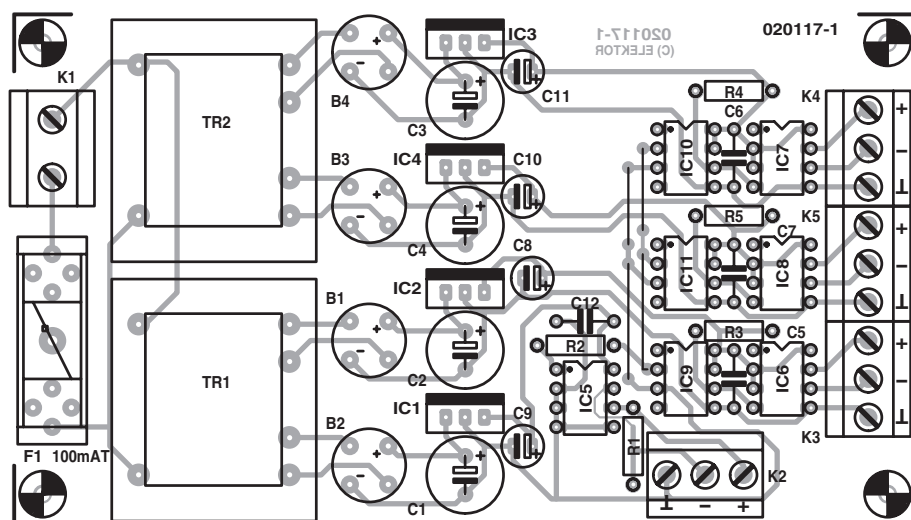 020117-1
(C) ELEKTOR
020117-1
K1
TR2
B4
C3
IC3
C11
R4
C6
IC10
IC7
K4
+
−
⊥
B3
C4
IC4
C10
R5
C7
IC11
IC8
K5
+
−
⊥
B1
C2
IC2
C8
C12
R2
R3
C5
IC9
IC6
+
−
⊥
K3
TR1
B2
C1
IC1
C9
IC5
R1
K2
⊥ − +
F1 100mAT